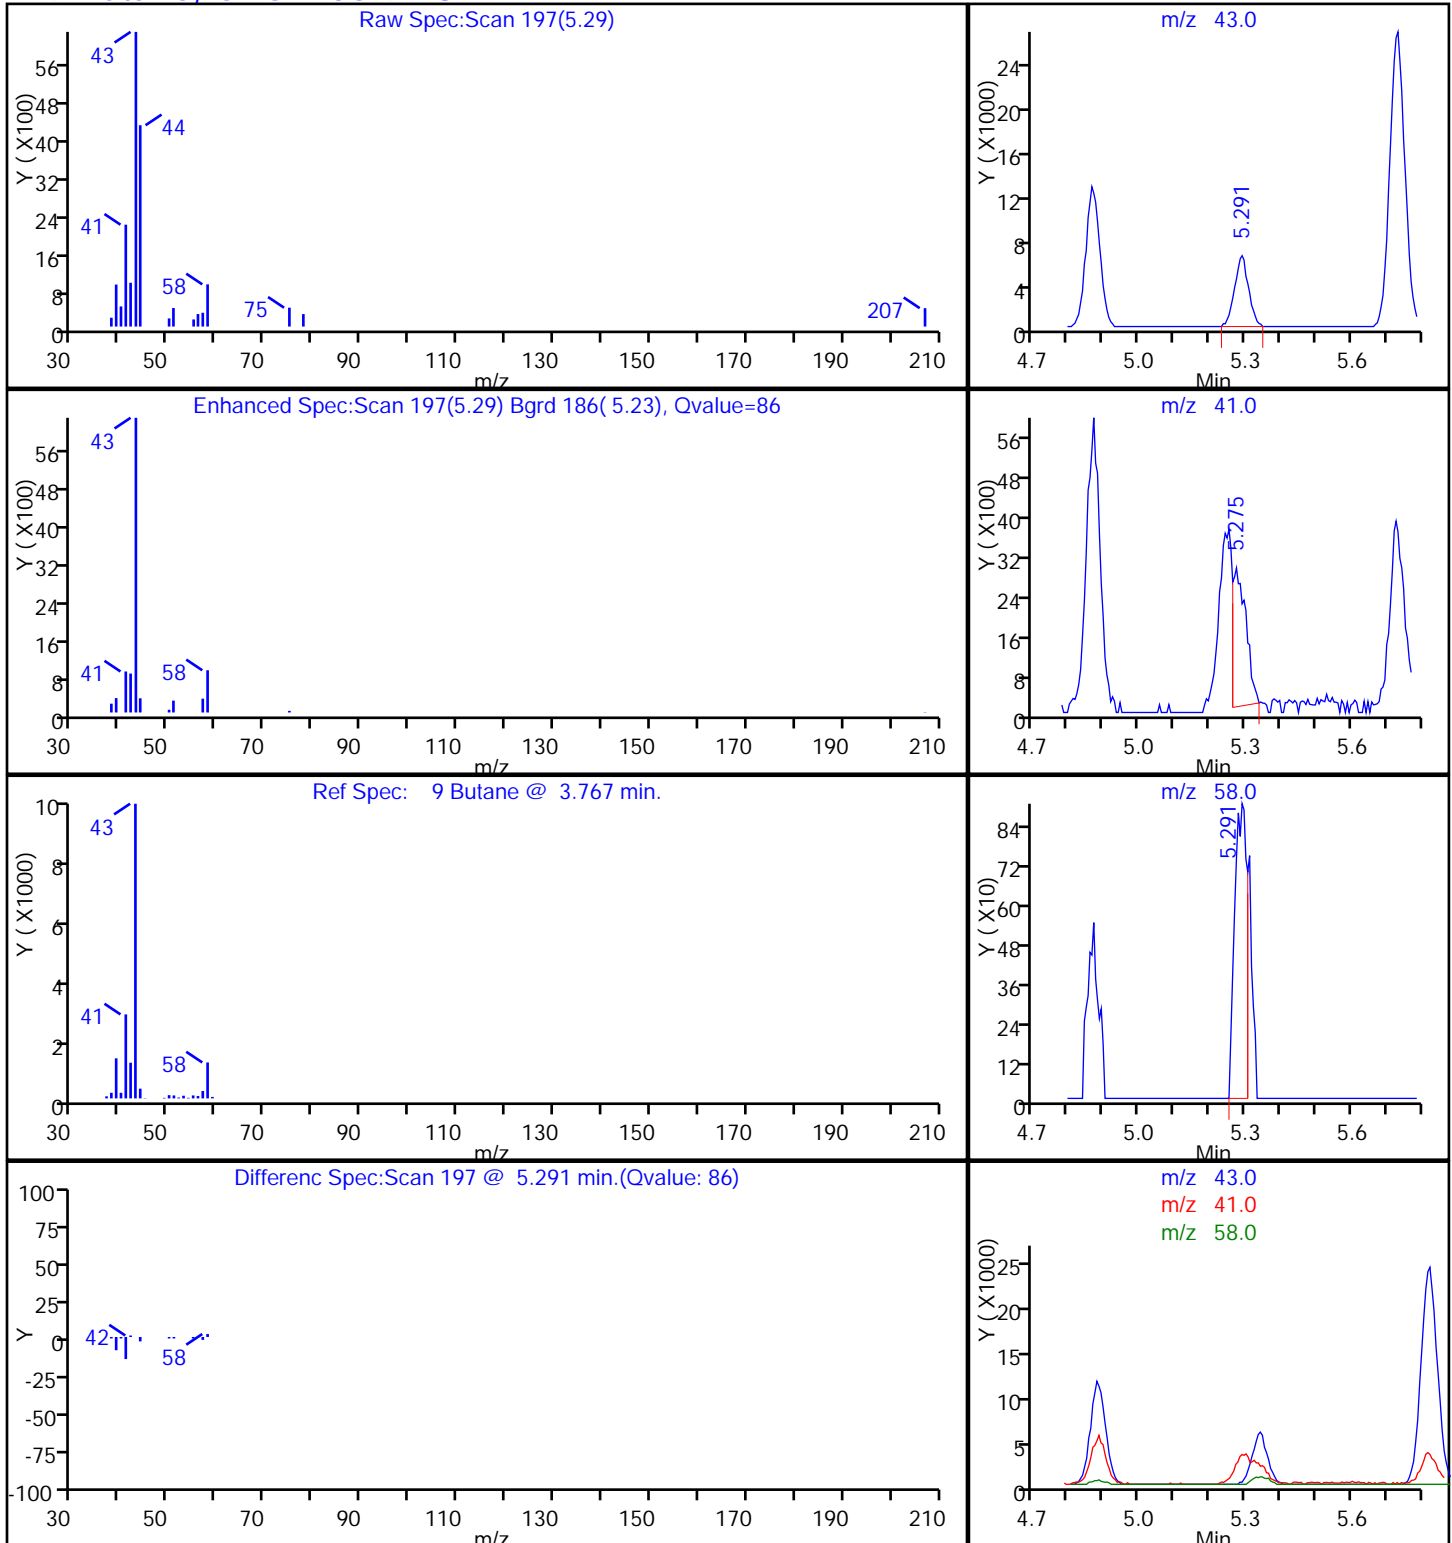 Raw Spec:Scan 197(5.29)
Y ( X100)
56
48
40
32
24
16
8
0
43
44
41
58
75
207
30 50 70 90 110 130 150 170 190 210
m/z
m/z 43.0
Y ( X1000)
24
20
16
12
8
4
0
5.291
4.7 5.0 5.3 5.6
Min
Enhanced Spec:Scan 197(5.29) Bgrd 186( 5.23), Qvalue=86
Y ( X100)
56
48
40
32
24
16
8
0
43
41
58
30 50 70 90 110 130 150 170 190 210
m/z
m/z 41.0
Y ( X100)
56
48
40
32
24
16
8
0
5.275
4.7 5.0 5.3 5.6
Min
Ref Spec: 9 Butane @ 3.767 min.
Y ( X1000)
10
8
6
4
2
0
43
41
58
30 50 70 90 110 130 150 170 190 210
m/z
m/z 58.0
Y ( X10)
84
72
60
48
36
24
12
0
5.291
4.7 5.0 5.3 5.6
Min
Differenc Spec:Scan 197 @ 5.291 min.(Qvalue: 86)
Y
100
75
50
25
0
-25
-50
-75
-100
42
58
30 50 70 90 110 130 150 170 190 210
m/z
m/z 43.0
m/z 41.0
m/z 58.0
Y ( X1000)
25
20
15
10
5
0
4.7 5.0 5.3 5.6
Min